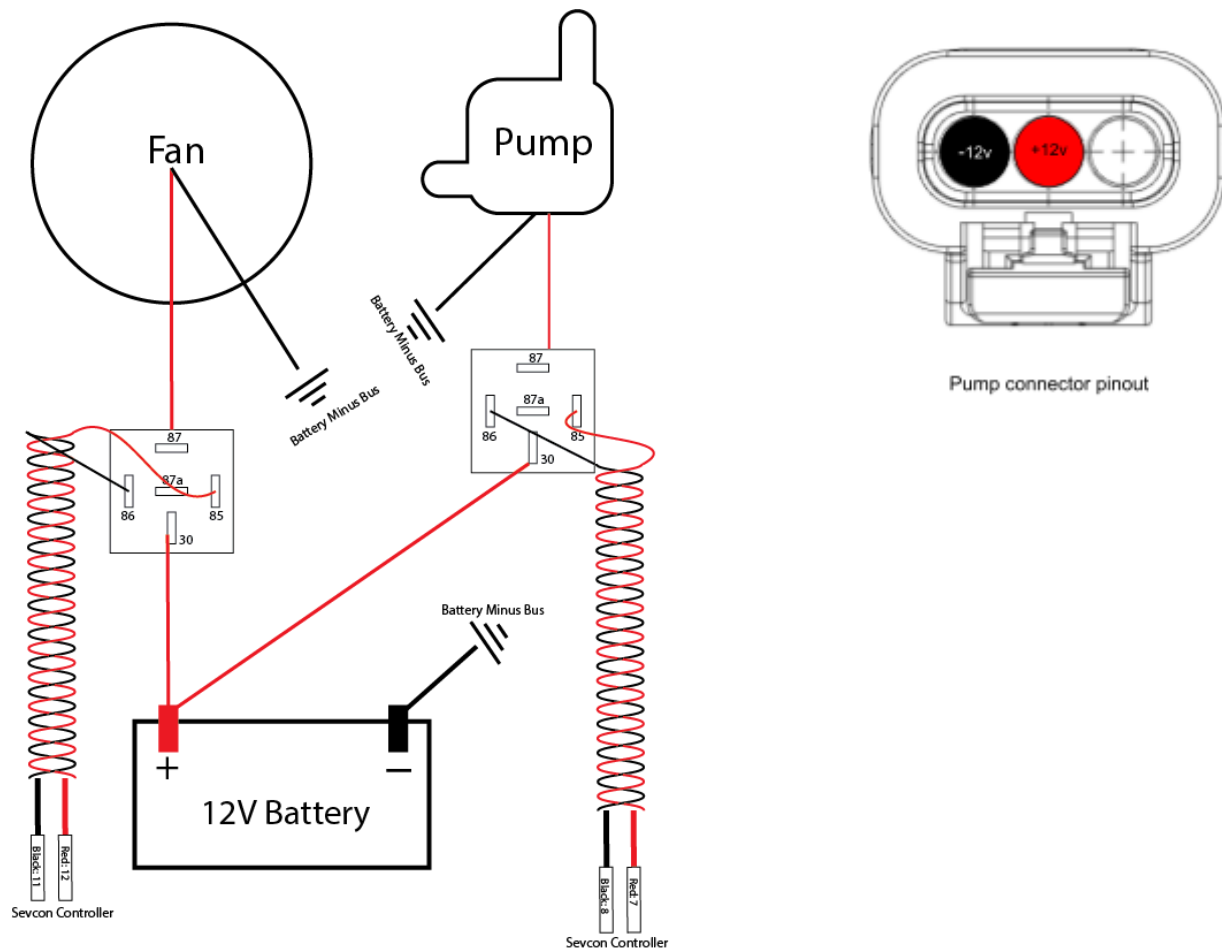 Fan
Pump
-12v
+12v
Pump connector pinout
Battery Minus Bus
Battery Minus Bus
87
87a
86
85
30
87
87a
86
85
30
Battery Minus Bus
+
−
12V Battery
Black: 11
Red: 12
Sevcon Controller
Black: 8
Red: 7
Sevcon Controller